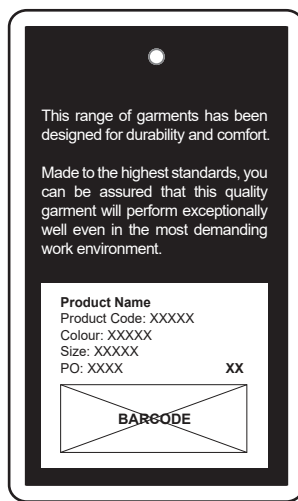 This range of garments has been
designed for durability and comfort.
Made to the highest standards, you
can be assured that this quality
garment will perform exceptionally
well even in the most demanding
work environment.
Product Name
Product Code: XXXXX
Colour: XXXXX
Size: XXXXX
PO: XXXX XX
BARCODE